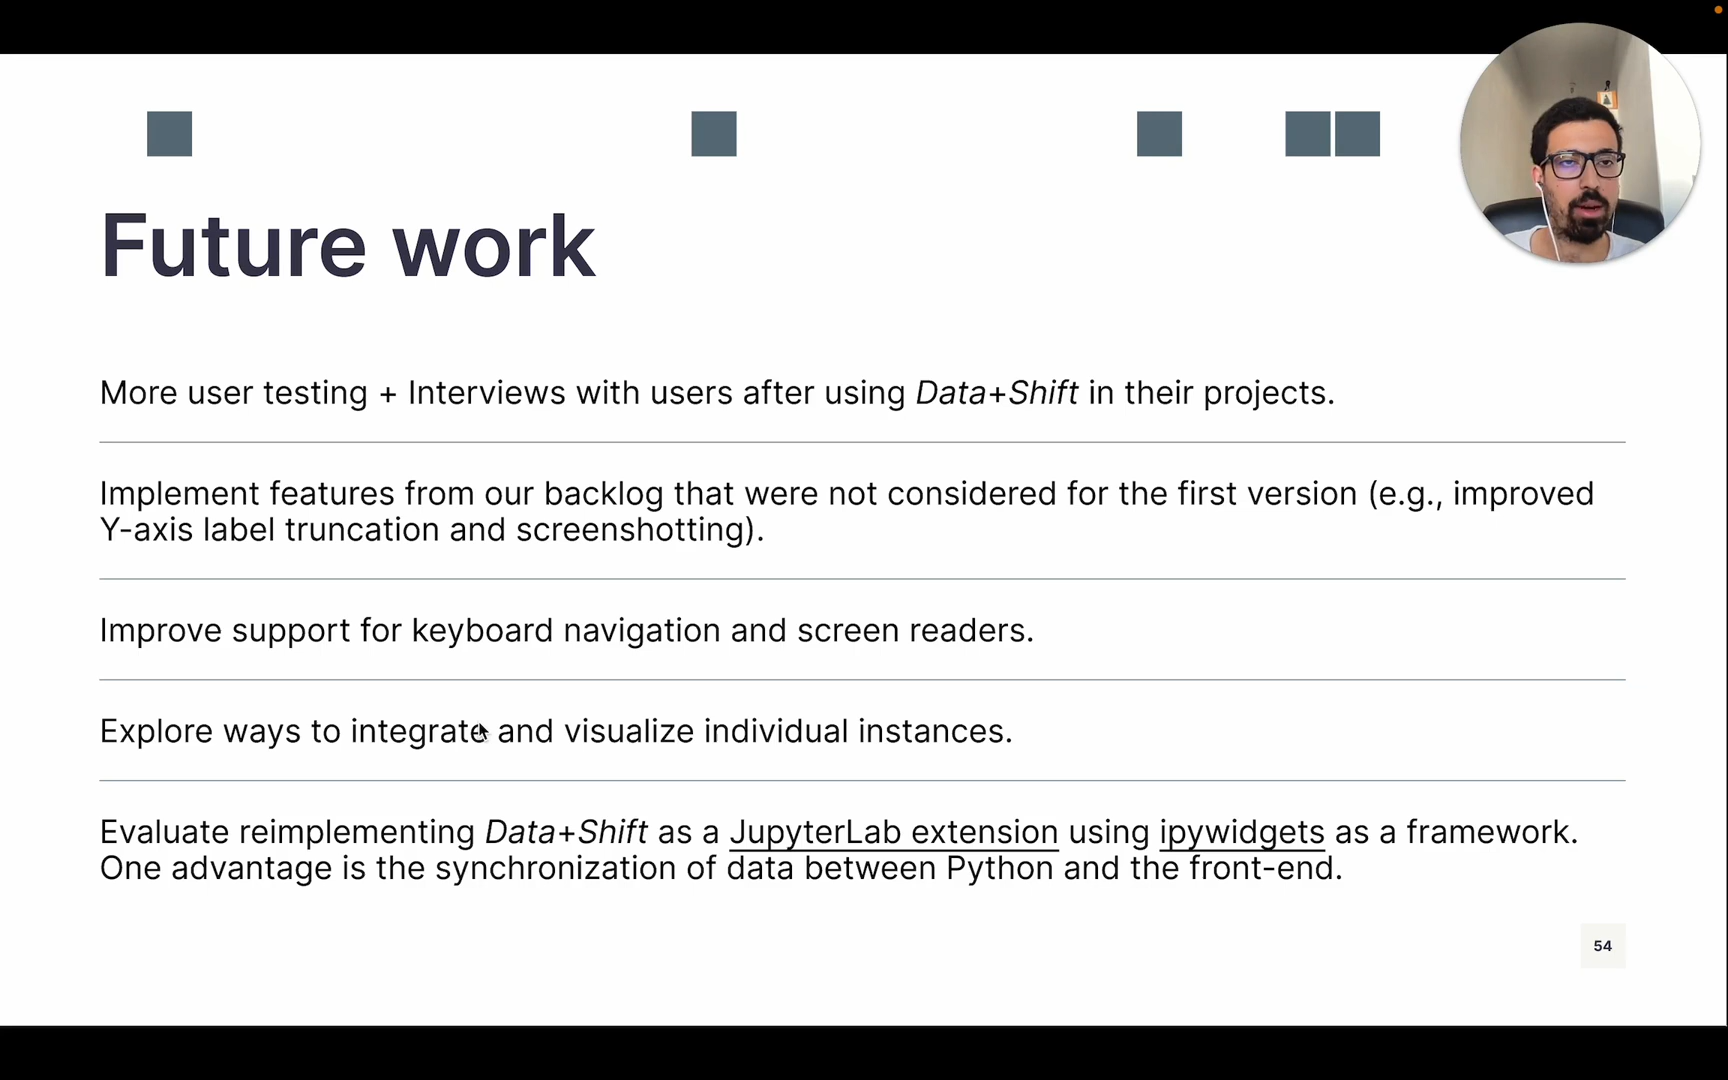 Future work
More user testing + Interviews with users after using Data+Shift in their projects.
Implement features from our backlog that were not considered for the first version (e.g., improved
Y-axis label truncation and screenshotting).
Improve support for keyboard navigation and screen readers.
Explore ways to integrate and visualize individual instances.
Evaluate reimplementing Data+Shift as a JupyterLab extension using ipywidgets as a framework.
One advantage is the synchronization of data between Python and the front-end.
54